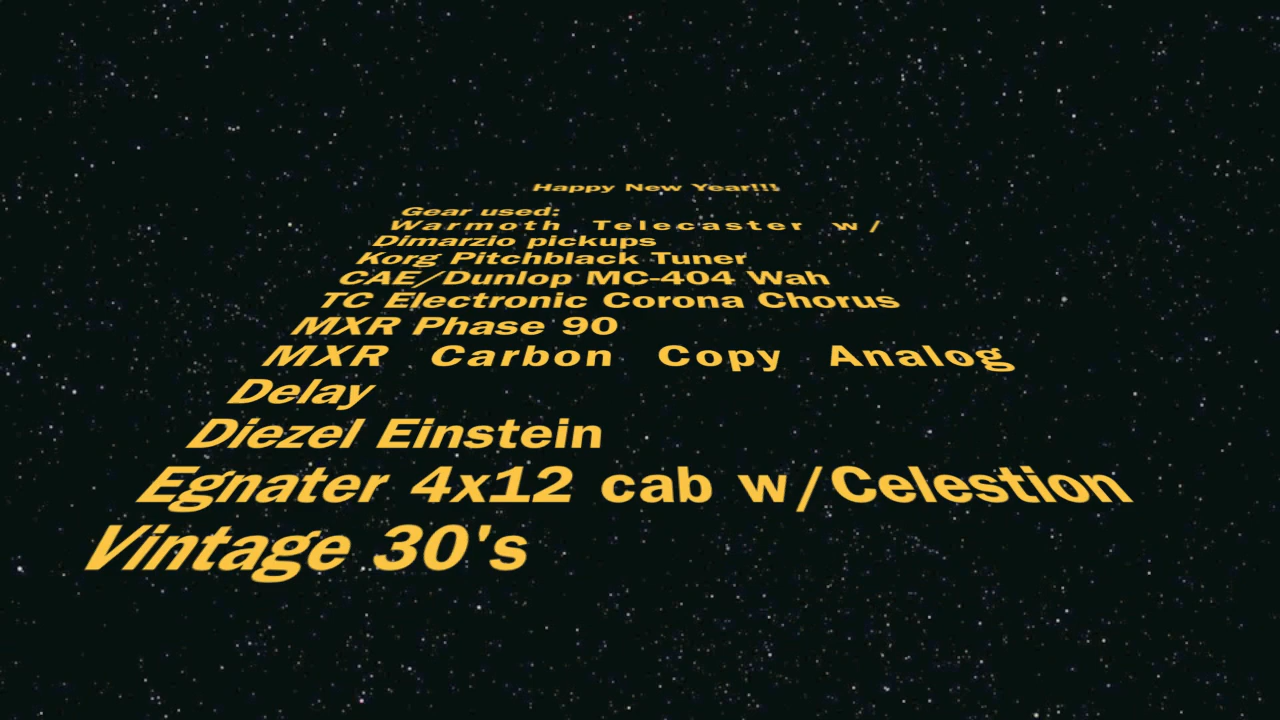 Happy New Year!!!
Gear used:
Warmoth Telecaster w/
Dimarzio pickups
Korg Pitchblack Tuner
CAE/Dunlop MC-404 Wah
TC Electronic Corona Chorus
MXR Phase 90
MXR Carbon Copy Analog
Delay
Diezel Einstein
Egnater 4x12 cab w/Celestion
Vintage 30's